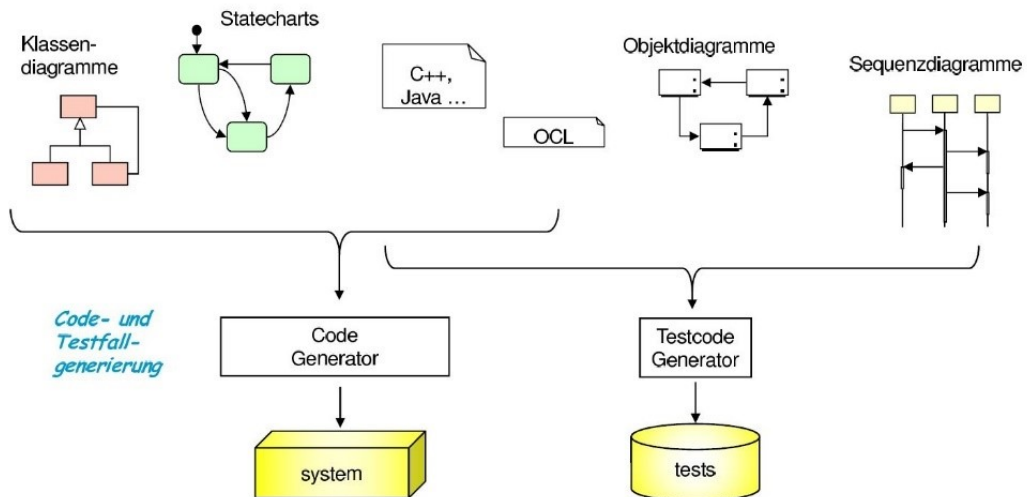 Statecharts
Klassen-
diagramme
C++,
Java ...
OCL
Objektdiagramme
Sequenzdiagramme
Code- und
Testfall-
generierung
Code
Generator
Testcode
Generator
system
tests